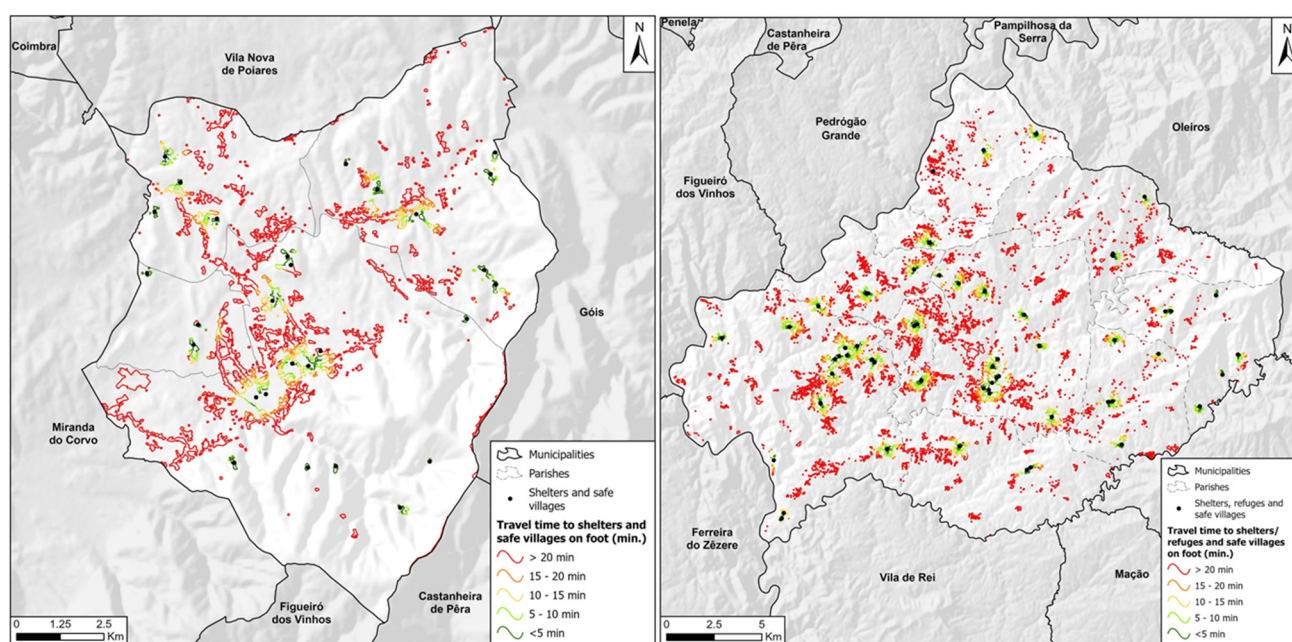 Coimbra
Vila Nova
de Poiares
N
Góis
Miranda
do Corvo
Municipalities
Parishes
Shelters and safe
villages
Travel time to shelters and
safe villages on foot (min.)
> 20 min
15 - 20 min
10 - 15 min
5 - 10 min
<5 min
Figueiró
dos Vinhos
Castanheira
de Pêra
0 1.25 2.5
Km
Penela
Castanheira
de Pêra
Pampilhosa da
Serra
N
Pedrógão
Grande
Oleiros
Figueiró
dos Vinhos
Municipalities
Parishes
Shelters, refuges and
safe villages
Travel time to shelters/
refuges and safe villages
on foot (min.)
> 20 min
15 - 20 min
10 - 15 min
5 - 10 min
<5 min
Ferreira
do Zêzere
Vila de Rei
Mação
0 2.5 5
Km